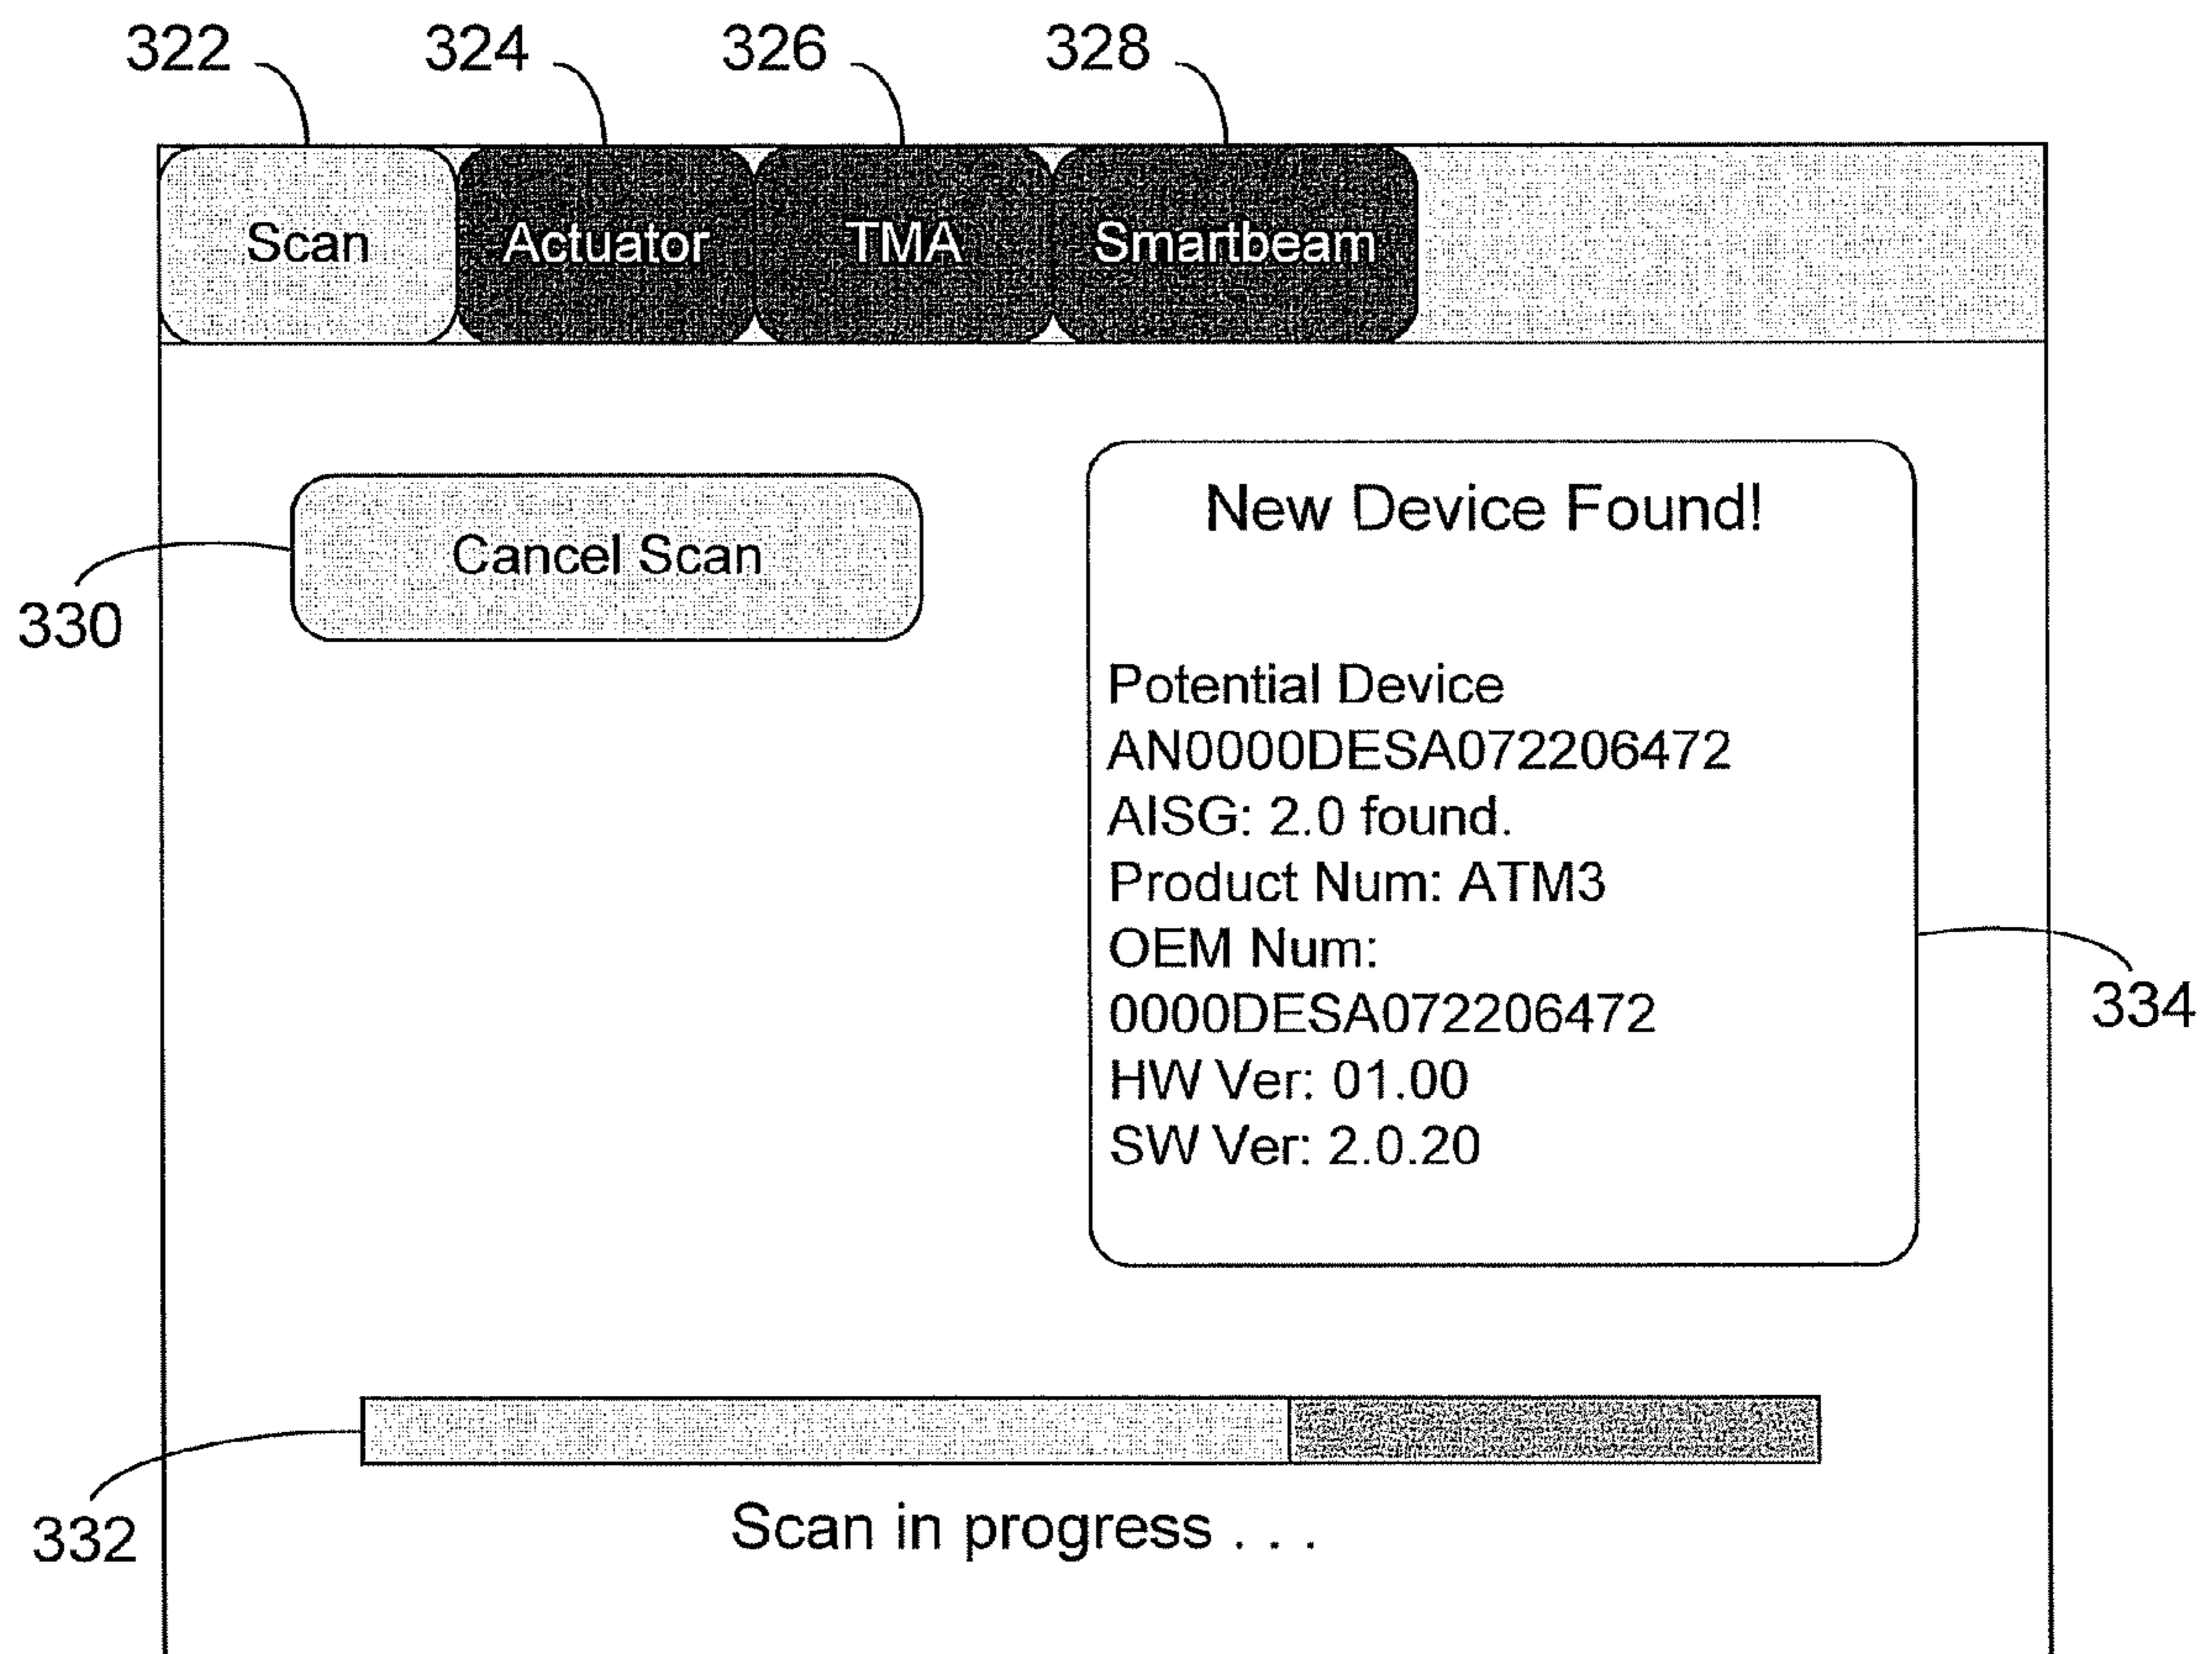 322 324 326 328
Scan Actuator TMA Smartbeam
New Device Found!
Cancel Scan
330
Potential Device
AN0000DESA072206472
AISG: 2.0 found.
Product Num: ATM3
OEM Num:
0000DESA072206472
HW Ver: 01.00
SW Ver: 2.0.20
334
332
Scan in progress . . .